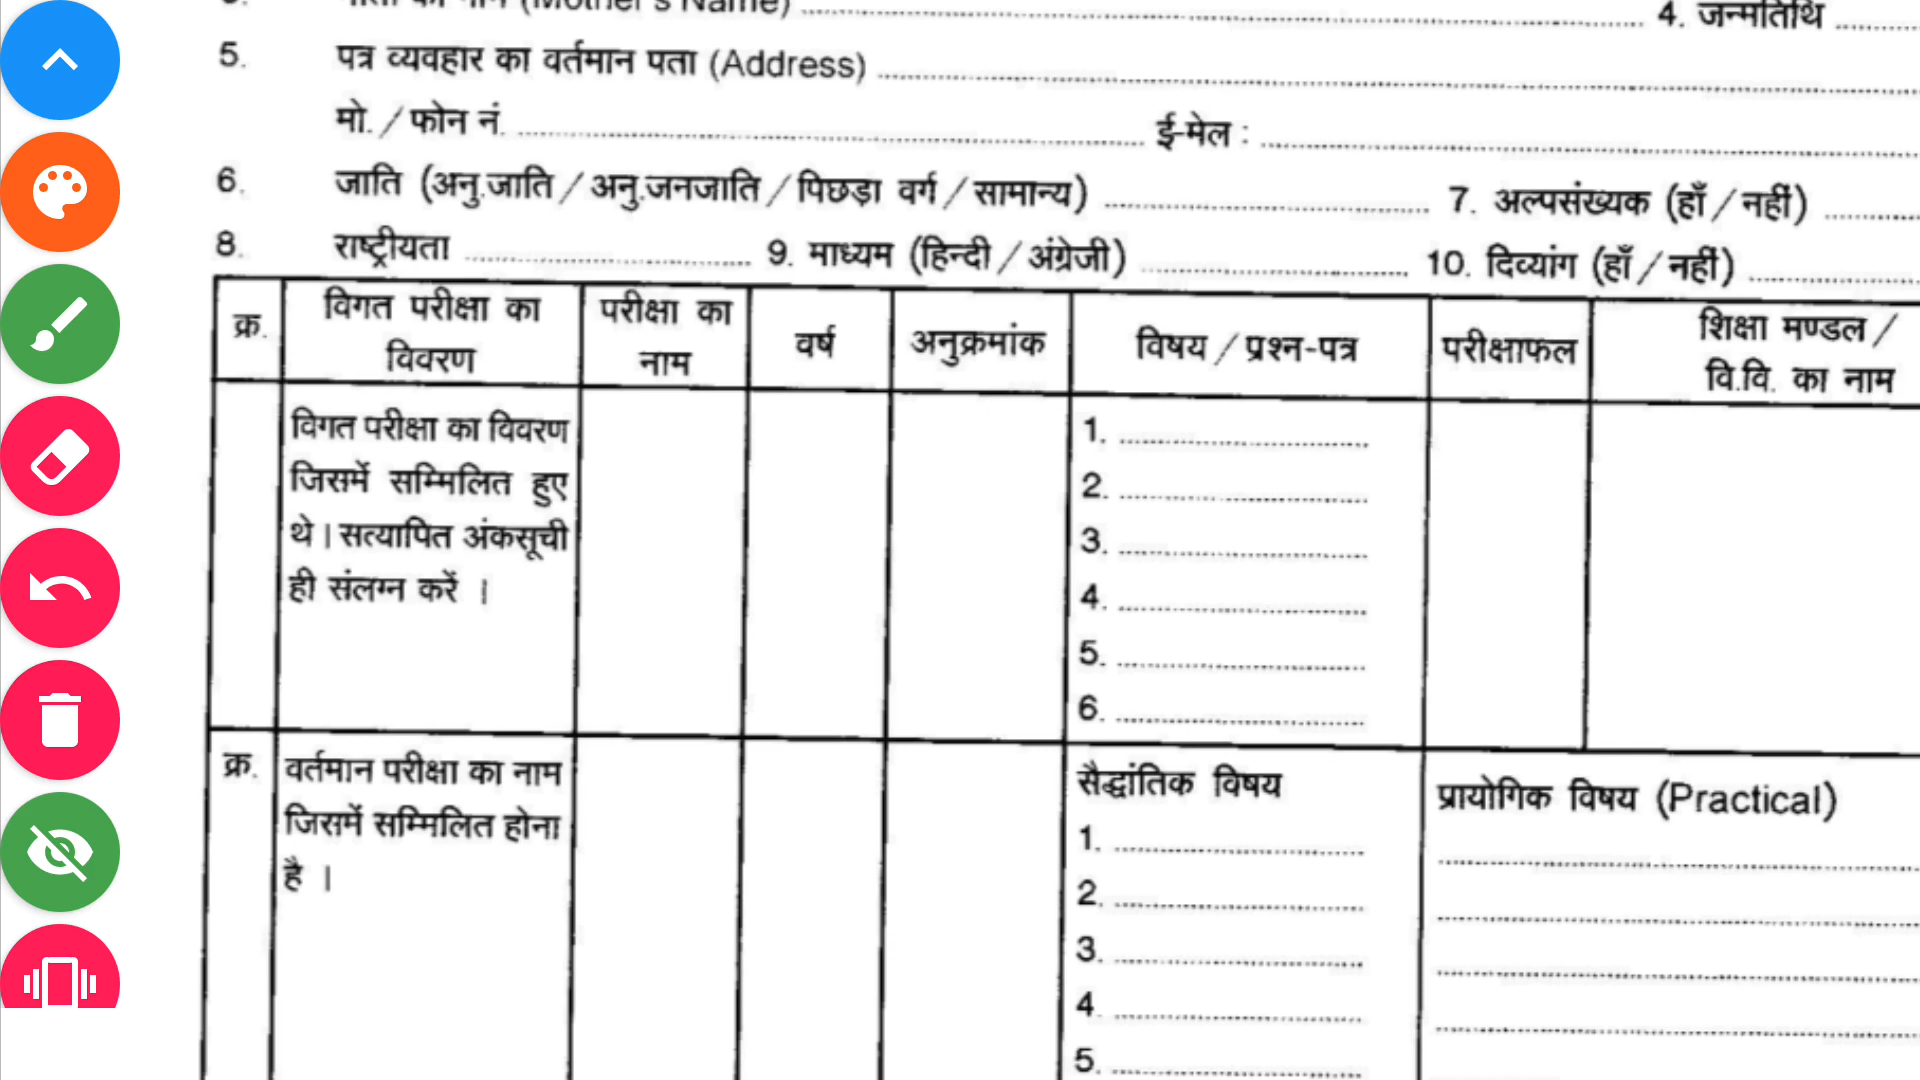 (Mother's Name) ........ 4. जन्मतिथि ........
5. पत्र व्यवहार का वर्तमान पता (Address) ........
मो. / फोन नं. ........ ई-मेल : ........
6. जाति (अनु.जाति / अनु.जनजाति / पिछड़ा वर्ग / सामान्य) ........ 7. अल्पसंख्यक (हाँ / नहीं) ........
8. राष्ट्रीयता ........ 9. माध्यम (हिन्दी / अंग्रेजी) ........ 10. दिव्यांग (हाँ / नहीं) ........
क्र.
विगत परीक्षा का
विवरण
परीक्षा का
नाम
वर्ष
अनुक्रमांक
विषय / प्रश्न-पत्र
परीक्षाफल
शिक्षा मण्डल /
वि.वि. का नाम
विगत परीक्षा का विवरण
जिसमें सम्मिलित हुए
थे । सत्यापित अंकसूची
ही संलग्न करें ।
1. ........
2. ........
3. ........
4. ........
5. ........
6. ........
क्र.
वर्तमान परीक्षा का नाम
जिसमें सम्मिलित होना
है ।
सैद्धांतिक विषय
1. ........
2. ........
3. ........
4. ........
5. ........
प्रायोगिक विषय (Practical)